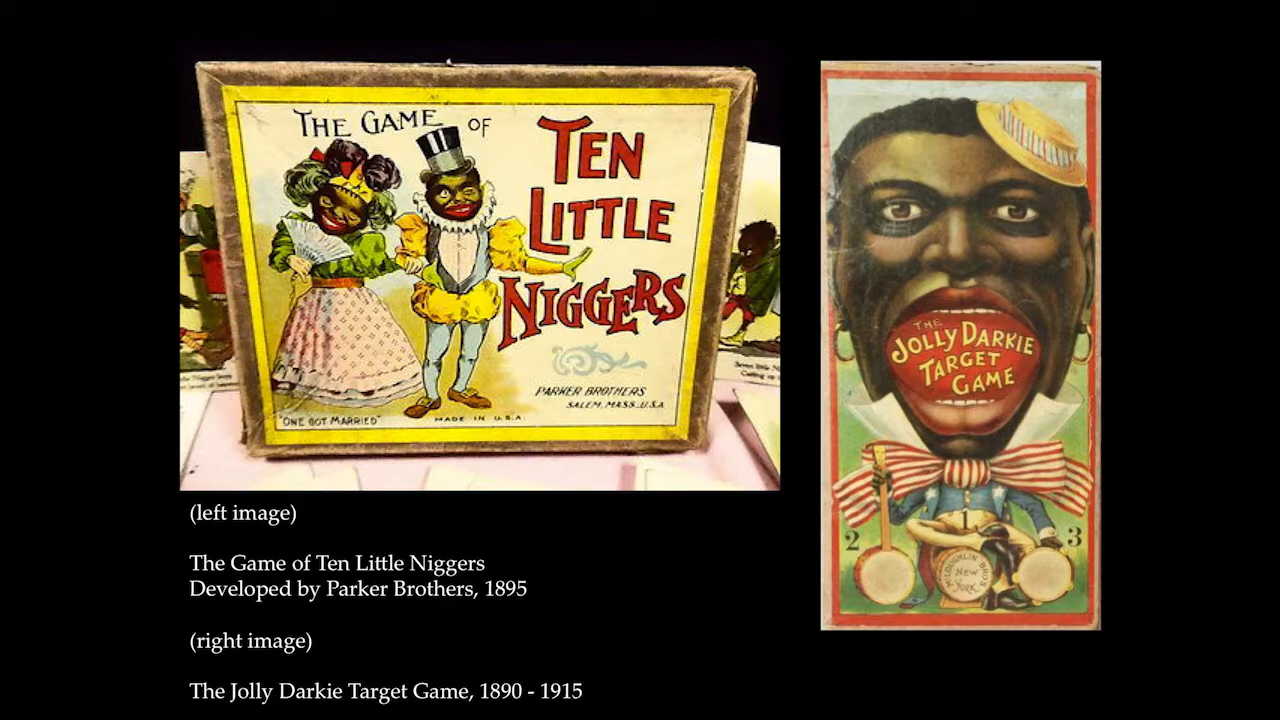 THE GAME OF
TEN
LITTLE
NIGGERS
PARKER BROTHERS
SALEM, MASS. U.S.A
"ONE GOT MARRIED"
MADE IN U.S.A.
THE
JOLLY DARKIE
TARGET
GAME
1
2
3
McLOUGHLIN BRO'S
NEW
YORK
(left image)
The Game of Ten Little Niggers
Developed by Parker Brothers, 1895
(right image)
The Jolly Darkie Target Game, 1890 - 1915